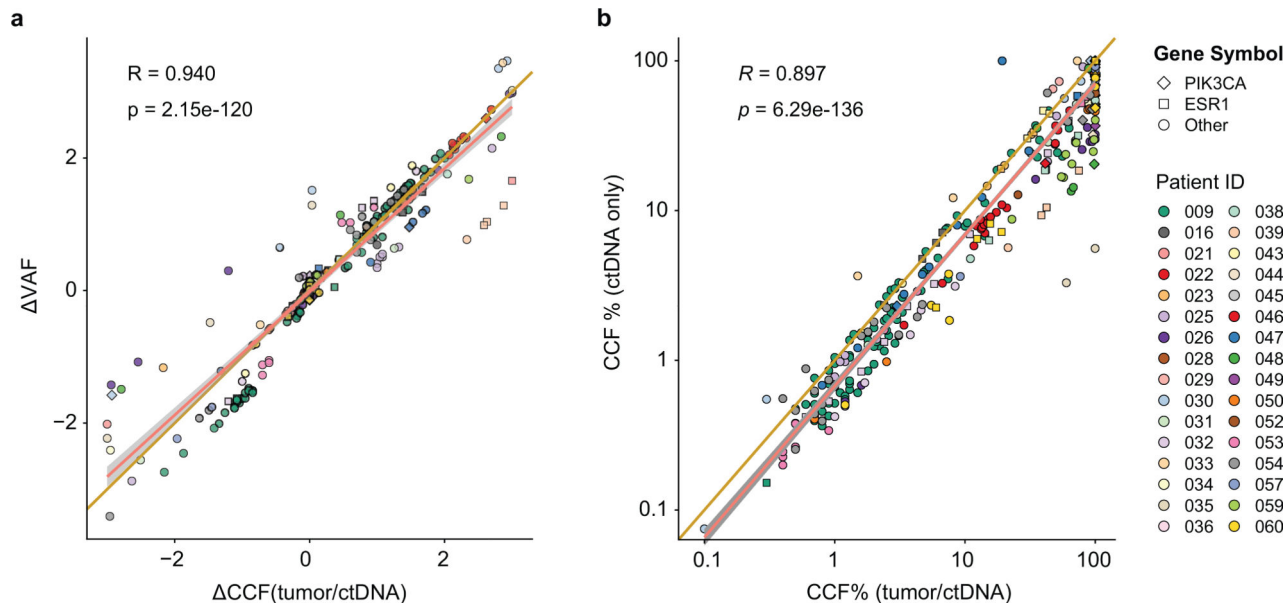 a
R = 0.940
p = 2.15e-120
ΔVAF
2
0
−2
−2
0
2
ΔCCF(tumor/ctDNA)
b
R = 0.897
p = 6.29e-136
CCF % (ctDNA only)
100
10
1
0.1
0.1
1
10
100
CCF% (tumor/ctDNA)
Gene Symbol
PIK3CA
ESR1
Other
Patient ID
009 038
016 039
021 043
022 044
023 045
025 046
026 047
028 048
029 049
030 050
031 052
032 053
033 054
034 057
035 059
036 060